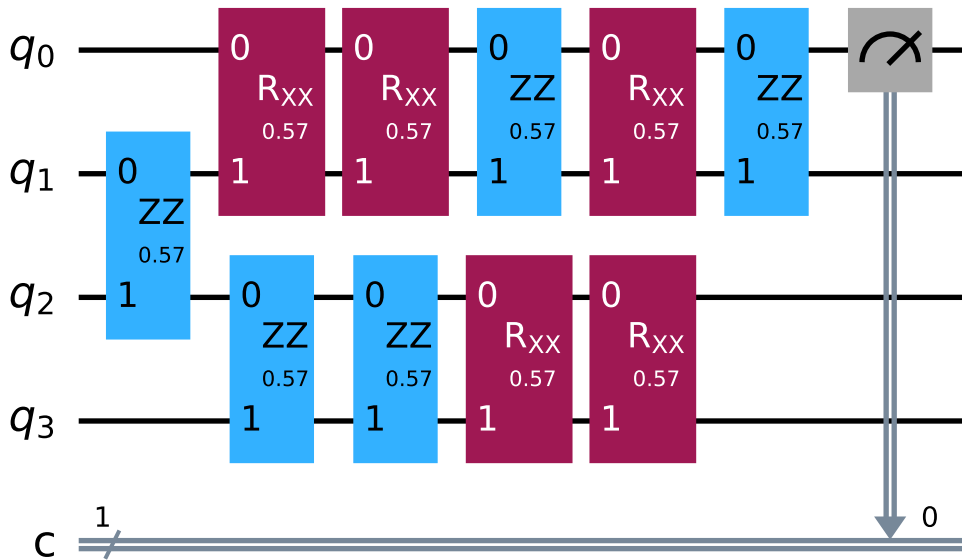 q0 0 0 0 0 0
RXX RXX ZZ RXX ZZ
0.57 0.57 0.57 0.57 0.57
q1 0 1 1 1 1 1
ZZ
0.57
q2 1 0 0 0 0
ZZ ZZ RXX RXX
0.57 0.57 0.57 0.57
q3 1 1 1 1
1 0
c